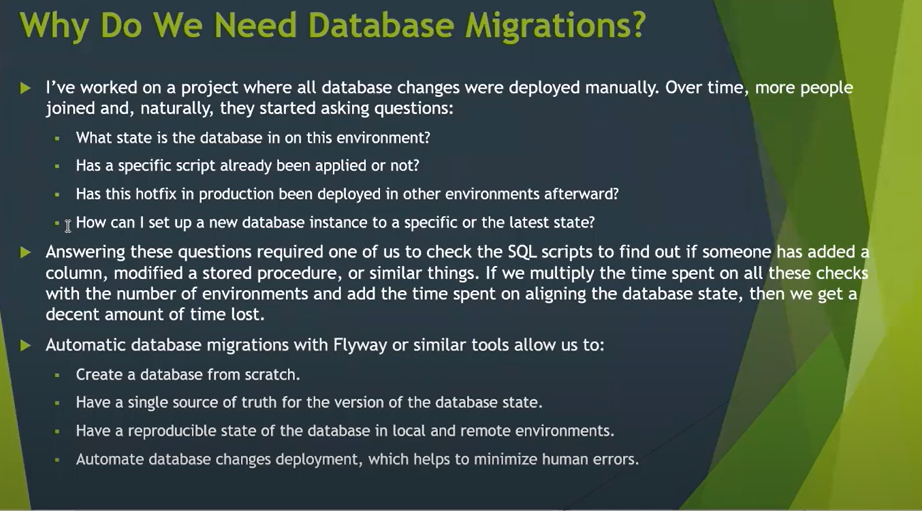 Why Do We Need Database Migrations?
I've worked on a project where all database changes were deployed manually. Over time, more people
joined and, naturally, they started asking questions:
What state is the database in on this environment?
Has a specific script already been applied or not?
Has this hotfix in production been deployed in other environments afterward?
How can I set up a new database instance to a specific or the latest state?
Answering these questions required one of us to check the SQL scripts to find out if someone has added a
column, modified a stored procedure, or similar things. If we multiply the time spent on all these checks
with the number of environments and add the time spent on aligning the database state, then we get a
decent amount of time lost.
Automatic database migrations with Flyway or similar tools allow us to:
Create a database from scratch.
Have a single source of truth for the version of the database state.
Have a reproducible state of the database in local and remote environments.
Automate database changes deployment, which helps to minimize human errors.